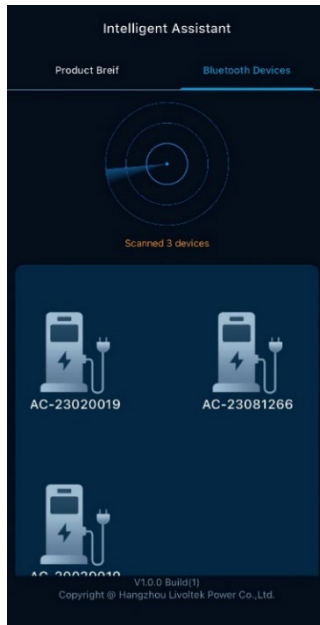 Intelligent Assistant
Product Breif
Bluetooth Devices
Scanned 3 devices
AC-23020019
AC-23081266
V1.0.0 Build(1)
Copyright @ Hangzhou Livoltek Power Co.,Ltd.